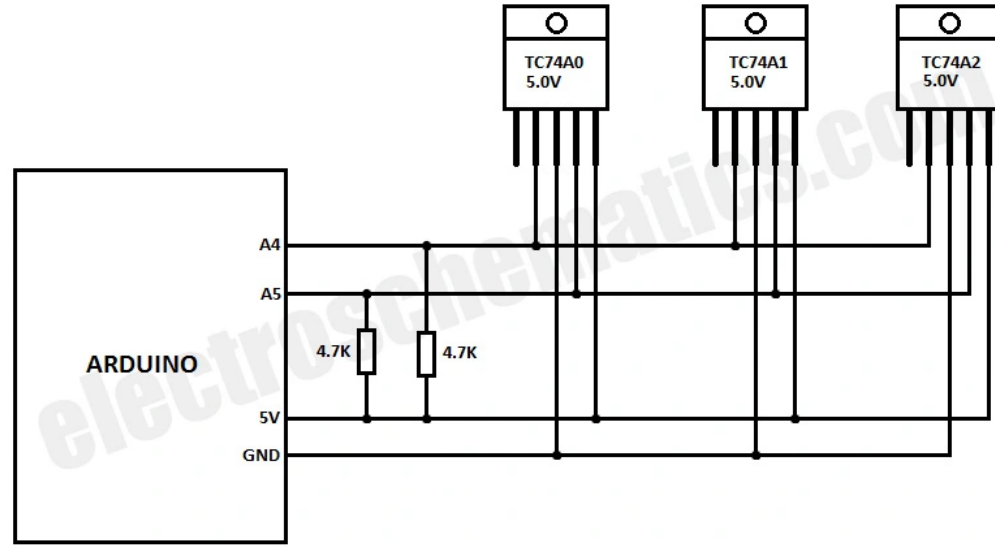 TC74A0
5.0V
TC74A1
5.0V
TC74A2
5.0V
A4
A5
4.7K
4.7K
ARDUINO
5V
GND
electroschematics.com